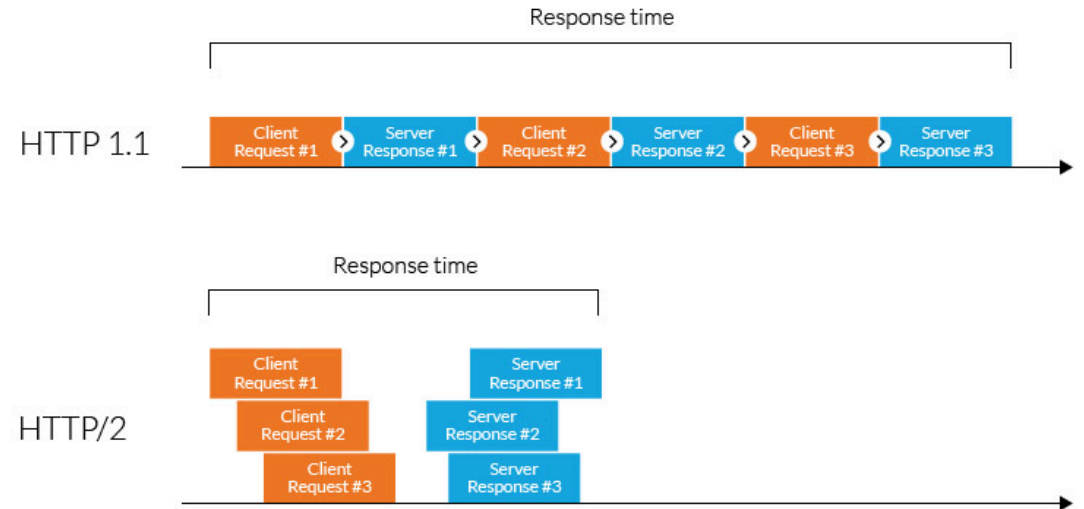 Response time
HTTP 1.1
Client
Request #1
Server
Response #1
Client
Request #2
Server
Response #2
Client
Request #3
Server
Response #3
Response time
HTTP/2
Client
Request #1
Server
Response #1
Client
Request #2
Server
Response #2
Client
Request #3
Server
Response #3